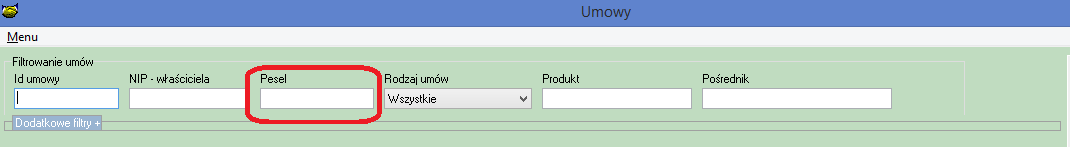 Umowy
Menu
Filtrowanie umów
Id umowy NIP - właściciela Pesel Rodzaj umów Produkt Pośrednik
Wszystkie
Dodatkowe filtry +